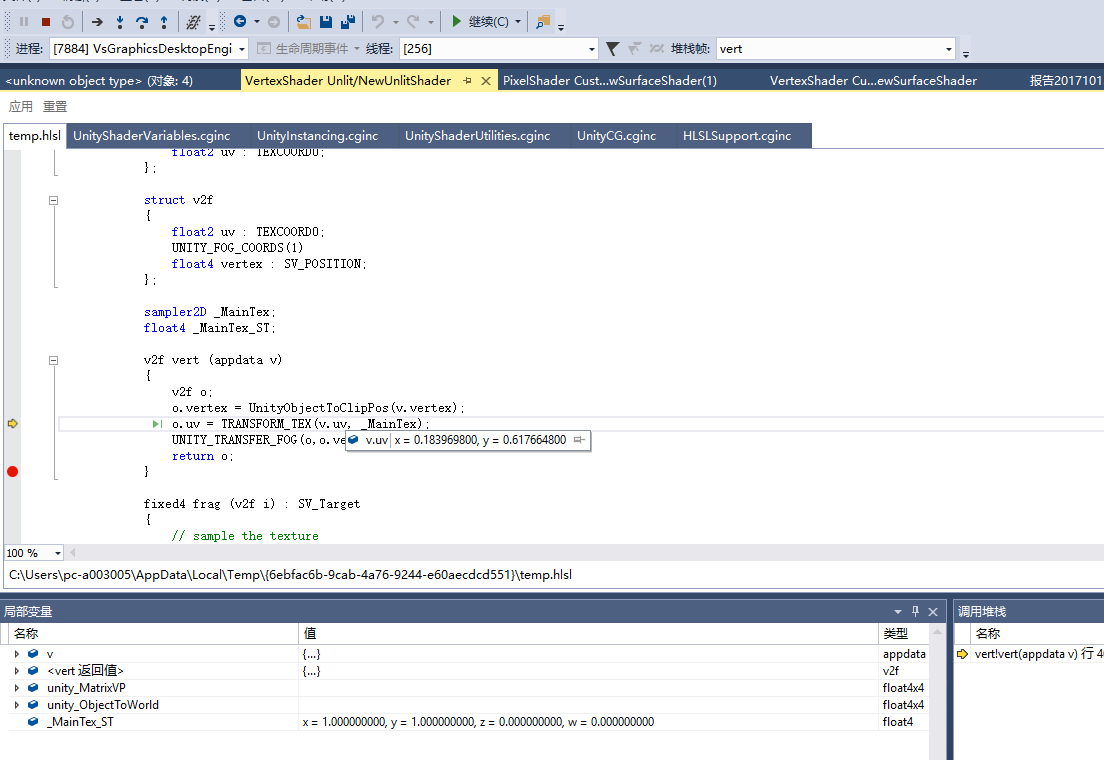 继续(C)
进程: [7884] VsGraphicsDesktopEngi 生命周期事件 线程: [256] 堆栈帧: vert
<unknown object type> (对象: 4) VertexShader Unlit/NewUnlitShader PixelShader Cust...wSurfaceShader(1) VertexShader Cu...ewSurfaceShader 报告2017101
应用 重置
temp.hlsl UnityShaderVariables.cginc UnityInstancing.cginc UnityShaderUtilities.cginc UnityCG.cginc HLSLSupport.cginc
float2 uv : TEXCOORD0;
};
struct v2f
{
float2 uv : TEXCOORD0;
UNITY_FOG_COORDS(1)
float4 vertex : SV_POSITION;
};
sampler2D _MainTex;
float4 _MainTex_ST;
v2f vert (appdata v)
{
v2f o;
o.vertex = UnityObjectToClipPos(v.vertex);
o.uv = TRANSFORM_TEX(v.uv, _MainTex);
UNITY_TRANSFER_FOG(o,o.ve
v.uv x = 0.183969800, y = 0.617664800
return o;
}
fixed4 frag (v2f i) : SV_Target
{
// sample the texture
100 %
C:\Users\pc-a003005\AppData\Local\Temp\{6ebfac6b-9cab-4a76-9244-e60aecdcd551}\temp.hlsl
局部变量 调用堆栈
名称 值 类型 名称
v {...} appdata vert!vert(appdata v) 行 4
<vert 返回值> {...} v2f
unity_MatrixVP float4x4
unity_ObjectToWorld float4x4
_MainTex_ST x = 1.000000000, y = 1.000000000, z = 0.000000000, w = 0.000000000 float4